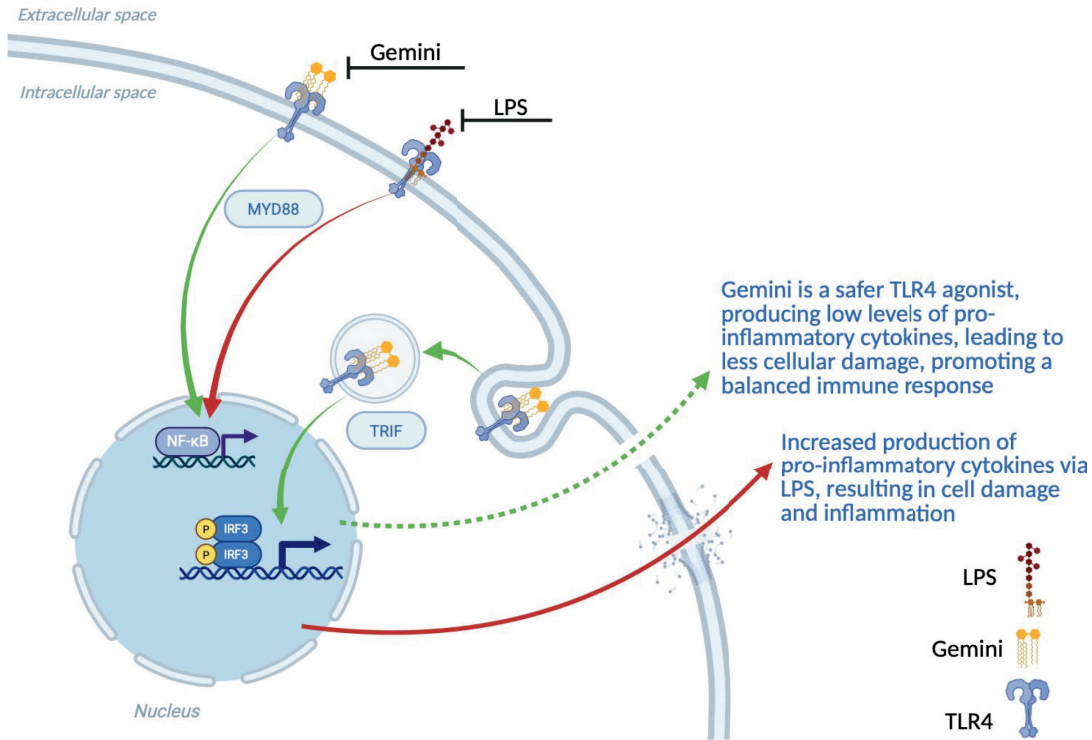 Extracellular space
Intracellular space
Gemini
LPS
MYD88
TRIF
NF-κB
P
IRF3
P
IRF3
Nucleus
Gemini is a safer TLR4 agonist,
producing low levels of pro-
inflammatory cytokines, leading to
less cellular damage, promoting a
balanced immune response
Increased production of
pro-inflammatory cytokines via
LPS, resulting in cell damage
and inflammation
LPS
Gemini
TLR4